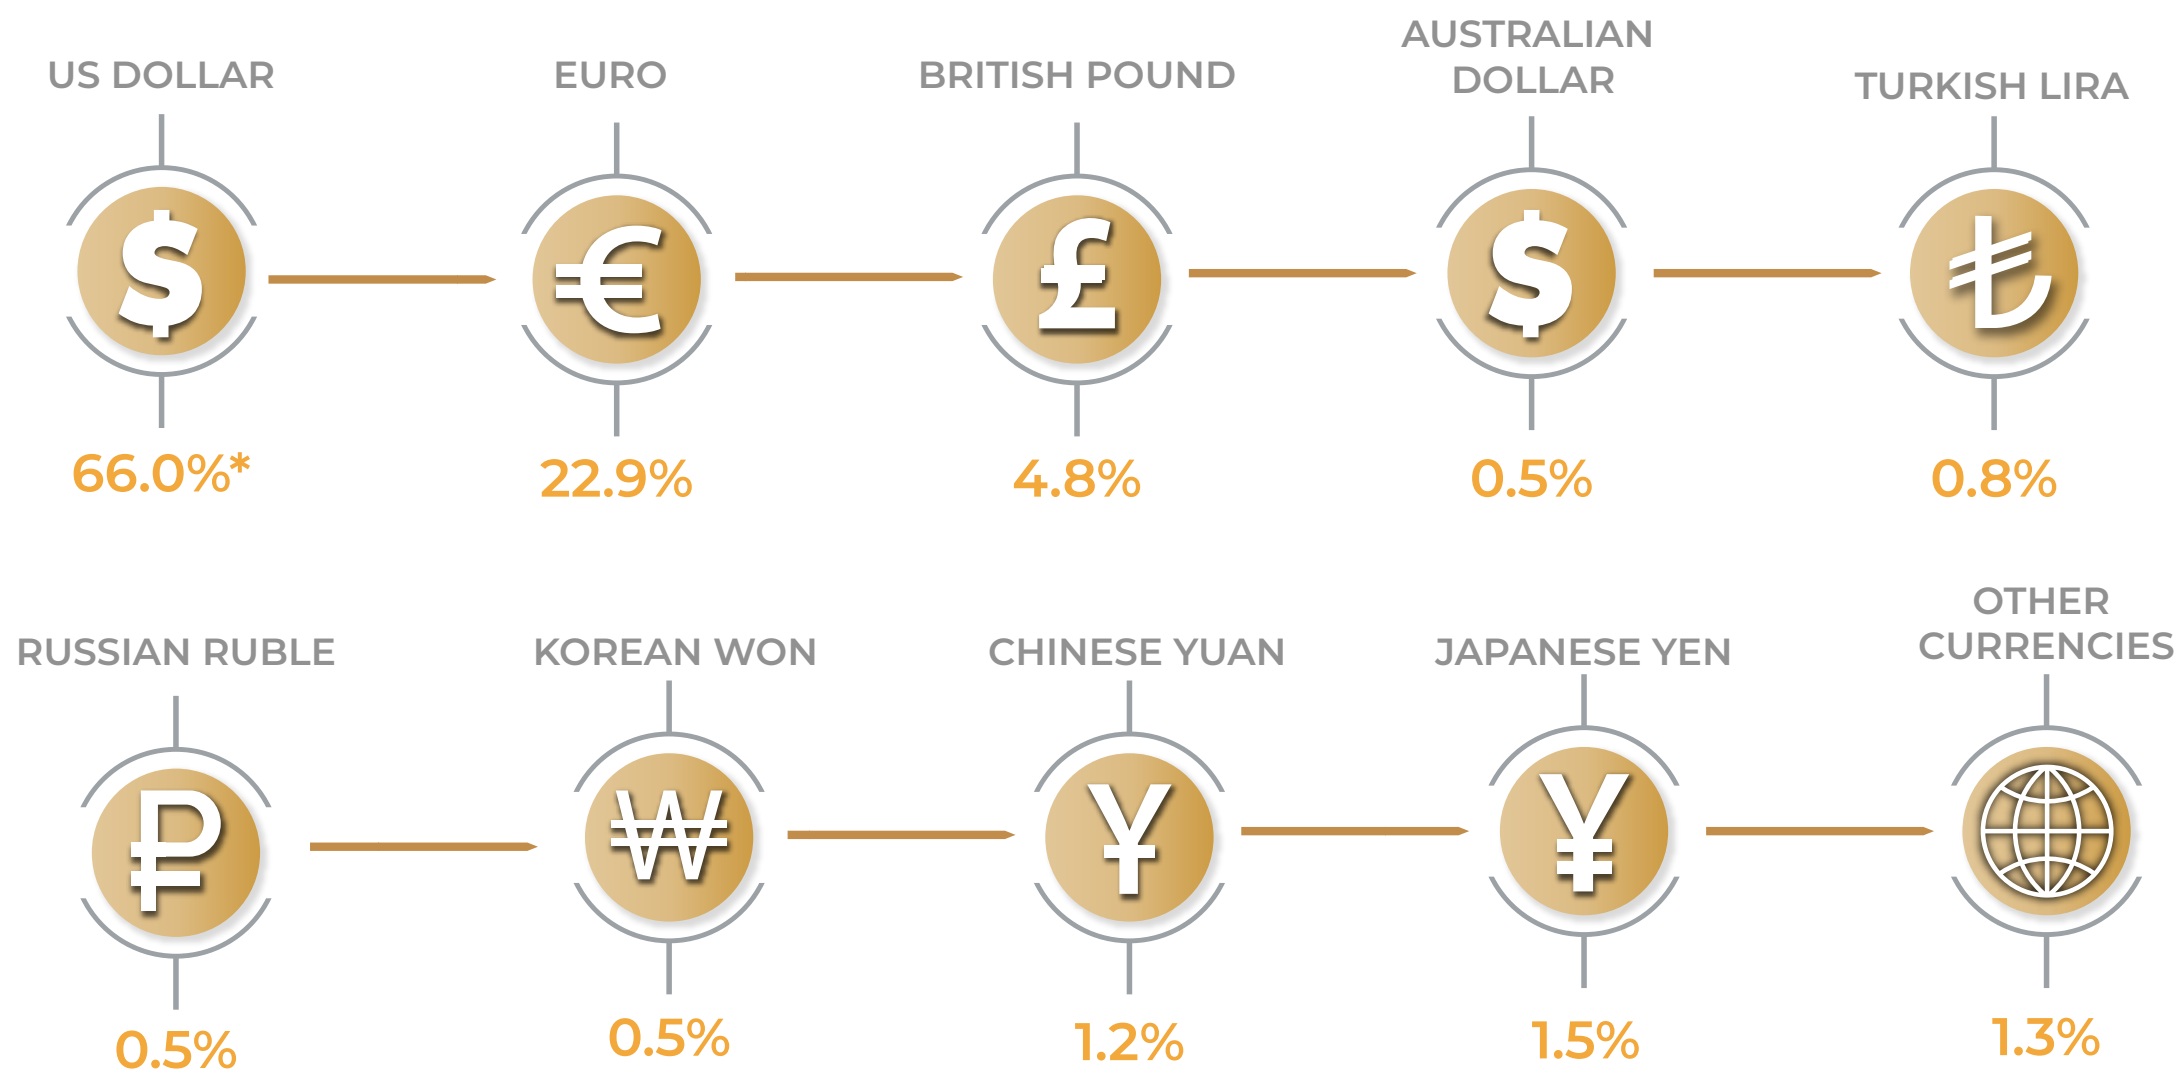 US DOLLAR
EURO
BRITISH POUND
AUSTRALIAN
DOLLAR
TURKISH LIRA
$
€
£
$
₺
66.0%*
22.9%
4.8%
0.5%
0.8%
RUSSIAN RUBLE
KOREAN WON
CHINESE YUAN
JAPANESE YEN
OTHER
CURRENCIES
₽
₩
¥
¥
0.5%
0.5%
1.2%
1.5%
1.3%